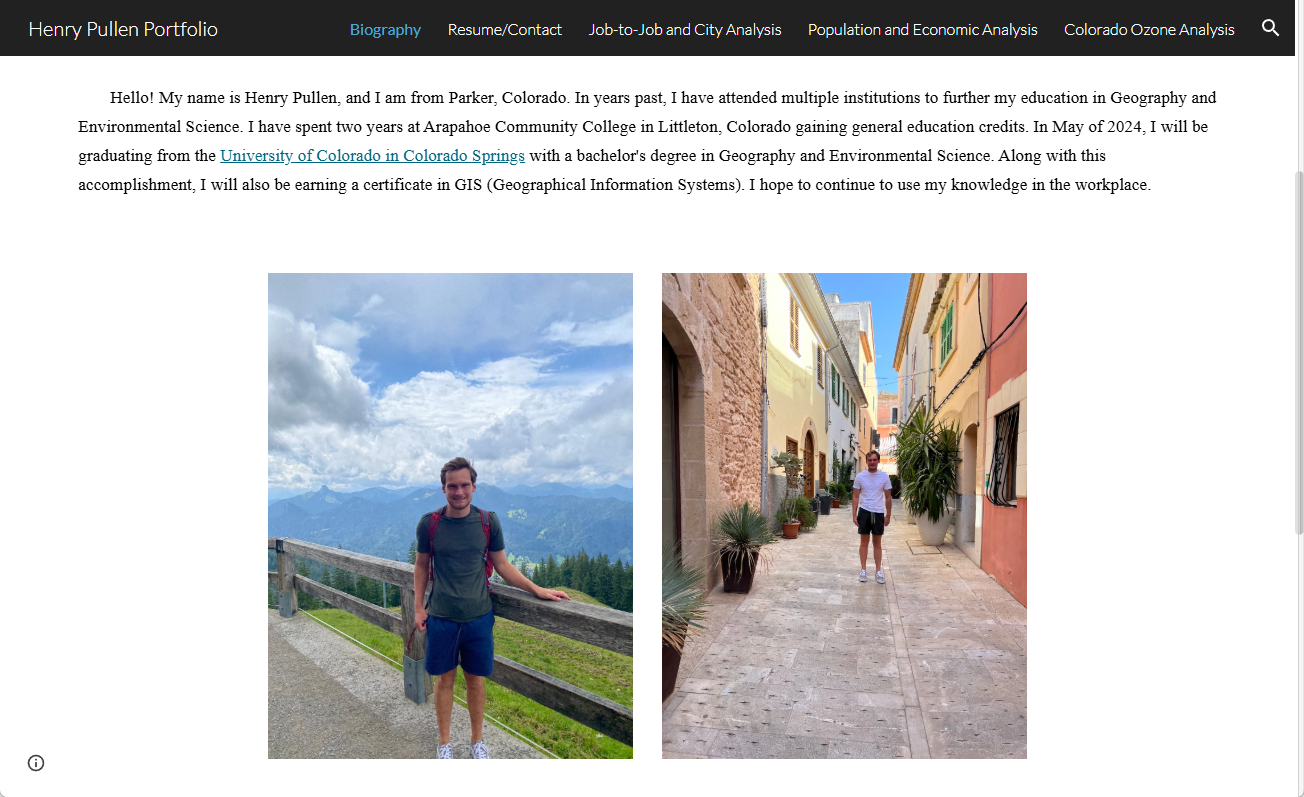 Henry Pullen Portfolio
Biography
Resume/Contact
Job-to-Job and City Analysis
Population and Economic Analysis
Colorado Ozone Analysis
Hello! My name is Henry Pullen, and I am from Parker, Colorado. In years past, I have attended multiple institutions to further my education in Geography and
Environmental Science. I have spent two years at Arapahoe Community College in Littleton, Colorado gaining general education credits. In May of 2024, I will be
graduating from the University of Colorado in Colorado Springs with a bachelor's degree in Geography and Environmental Science. Along with this
accomplishment, I will also be earning a certificate in GIS (Geographical Information Systems). I hope to continue to use my knowledge in the workplace.